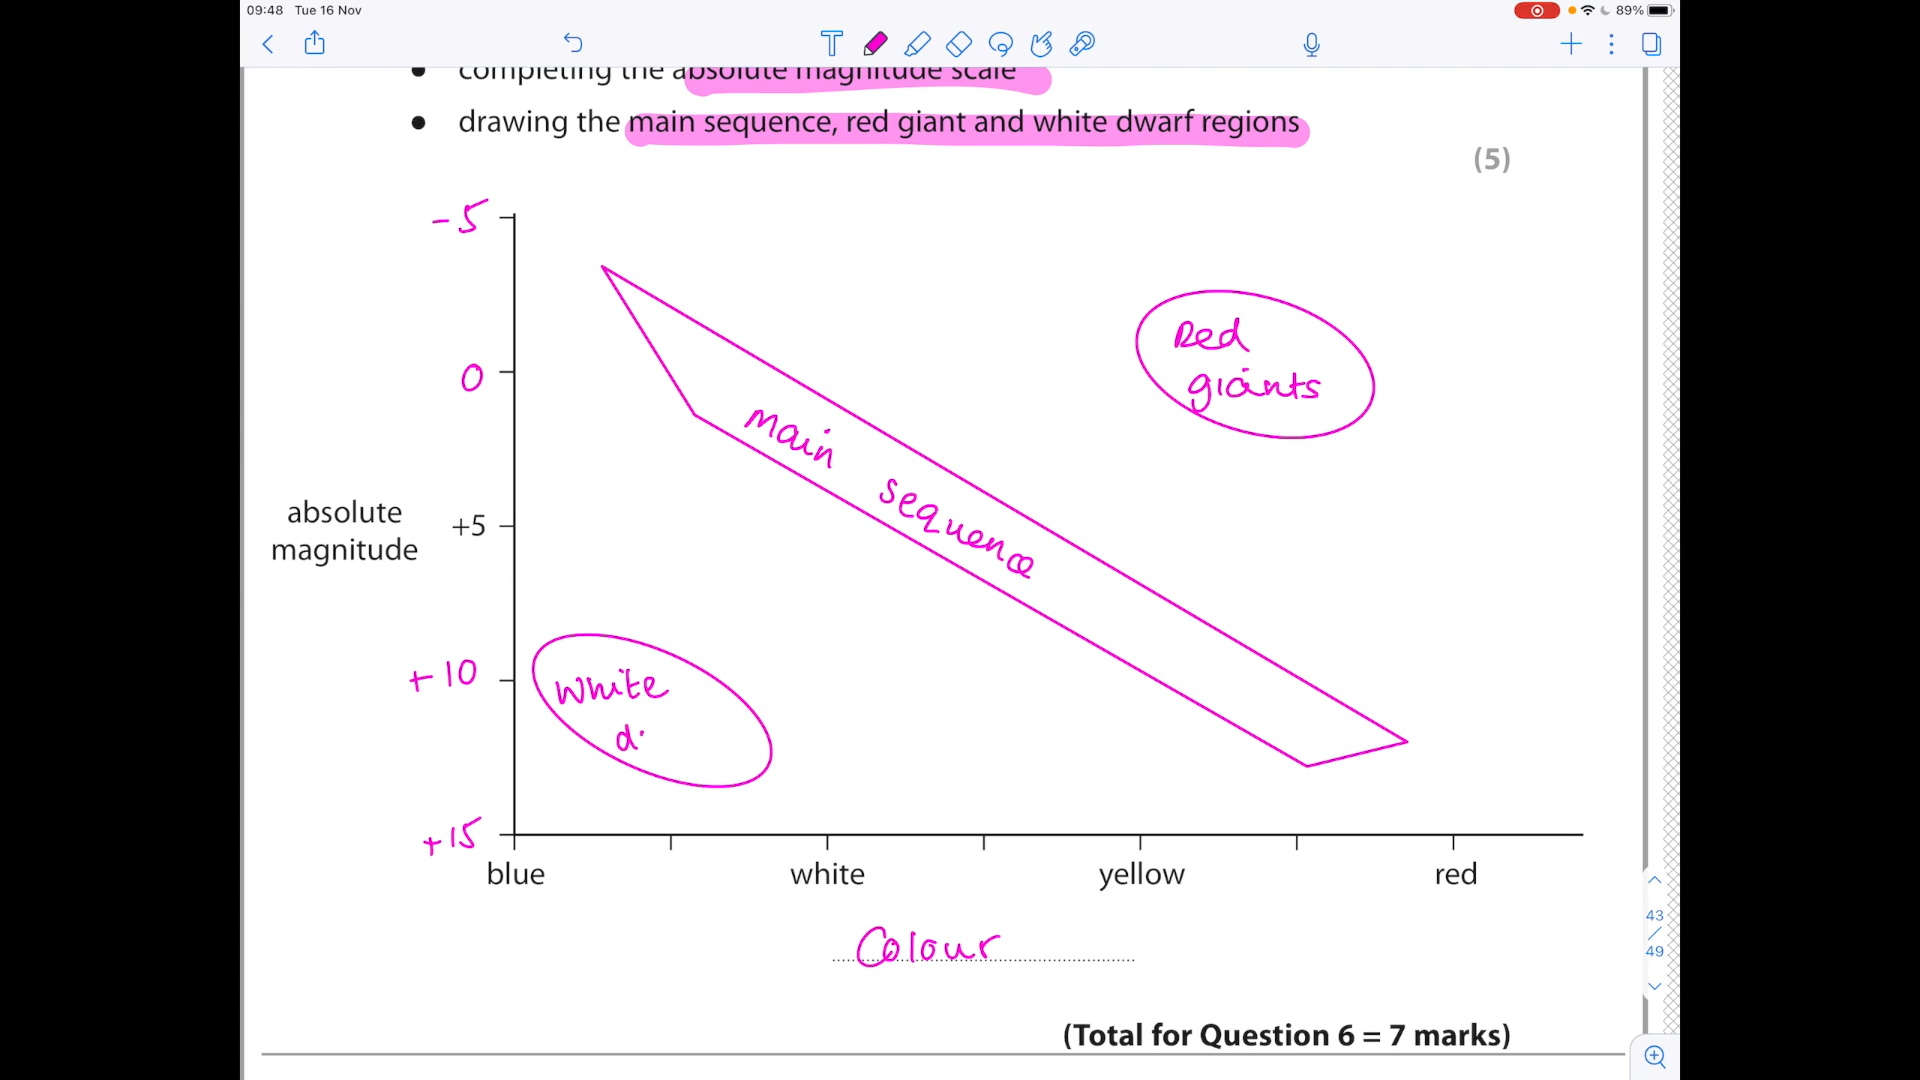 09:48 Tue 16 Nov
89%
T
completing the absolute magnitude scale
drawing the main sequence, red giant and white dwarf regions
(5)
-5
0
absolute
magnitude
+5
+10
+15
Red
giants
main sequence
White
d
blue white yellow red
Colour
43
49
(Total for Question 6 = 7 marks)